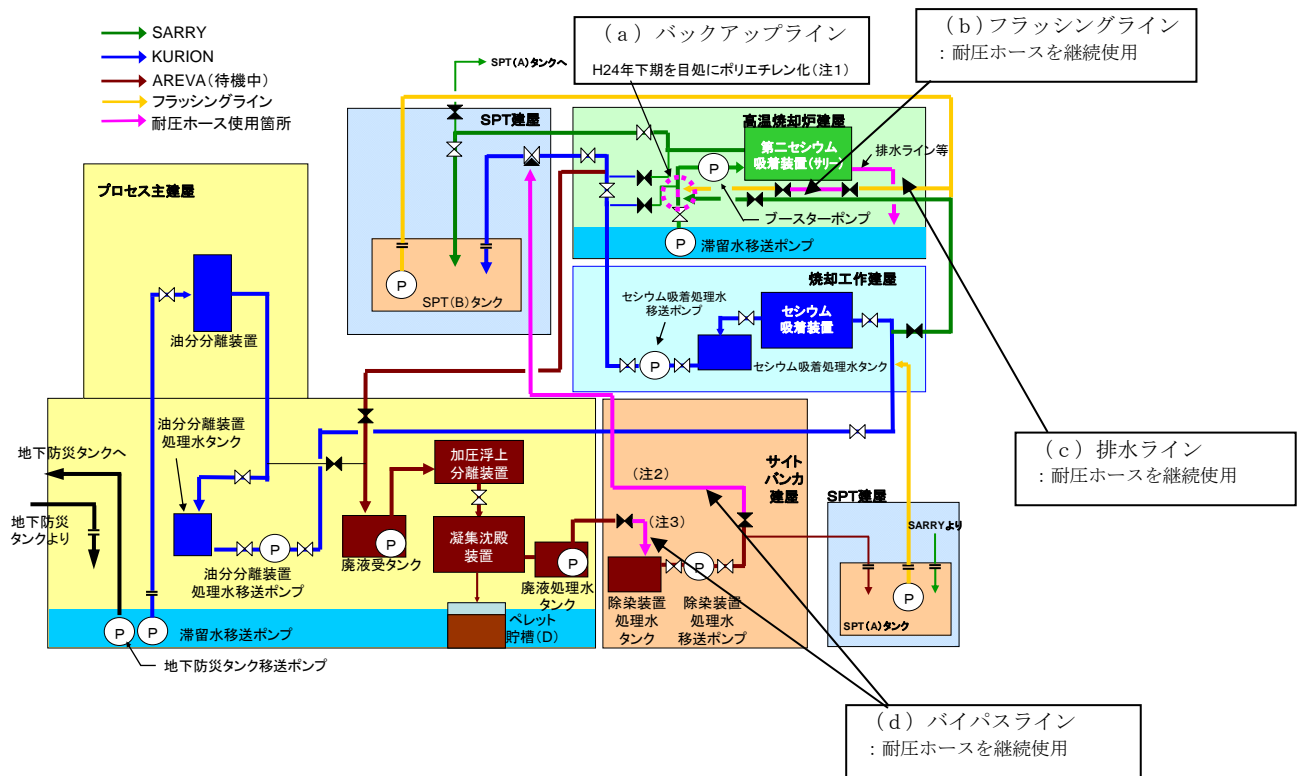 SARRY
KURION
AREVA(待機中)
フラッシングライン
耐圧ホース使用箇所
(a) バックアップライン
H24年下期を目処にポリエチレン化(注1)
(b)フラッシングライン
:耐圧ホースを継続使用
SPT(A)タンクへ
SPT建屋
高温焼却炉建屋
第二セシウム
吸着装置(サリー)
排水ライン等
P
ブースターポンプ
P
滞留水移送ポンプ
プロセス主建屋
油分分離装置
P
SPT(B)タンク
焼却工作建屋
セシウム吸着処理水
移送ポンプ
セシウム
吸着装置
P
セシウム吸着処理水タンク
(c)排水ライン
:耐圧ホースを継続使用
油分分離装置
処理水タンク
地下防災タンクへ
地下防災
タンクより
加圧浮上
分離装置
凝集沈殿
装置
P
廃液受タンク
P
廃液処理水
タンク
P
油分分離装置
処理水移送ポンプ
ペレット
貯槽(D)
P
P
滞留水移送ポンプ
地下防災タンク移送ポンプ
サイト
バンカ
建屋
(注2)
(注3)
P
除染装置
処理水
タンク
除染装置
処理水
移送ポンプ
SPT建屋
SARRYより
P
SPT(A)タンク
(d)バイパスライン
:耐圧ホースを継続使用